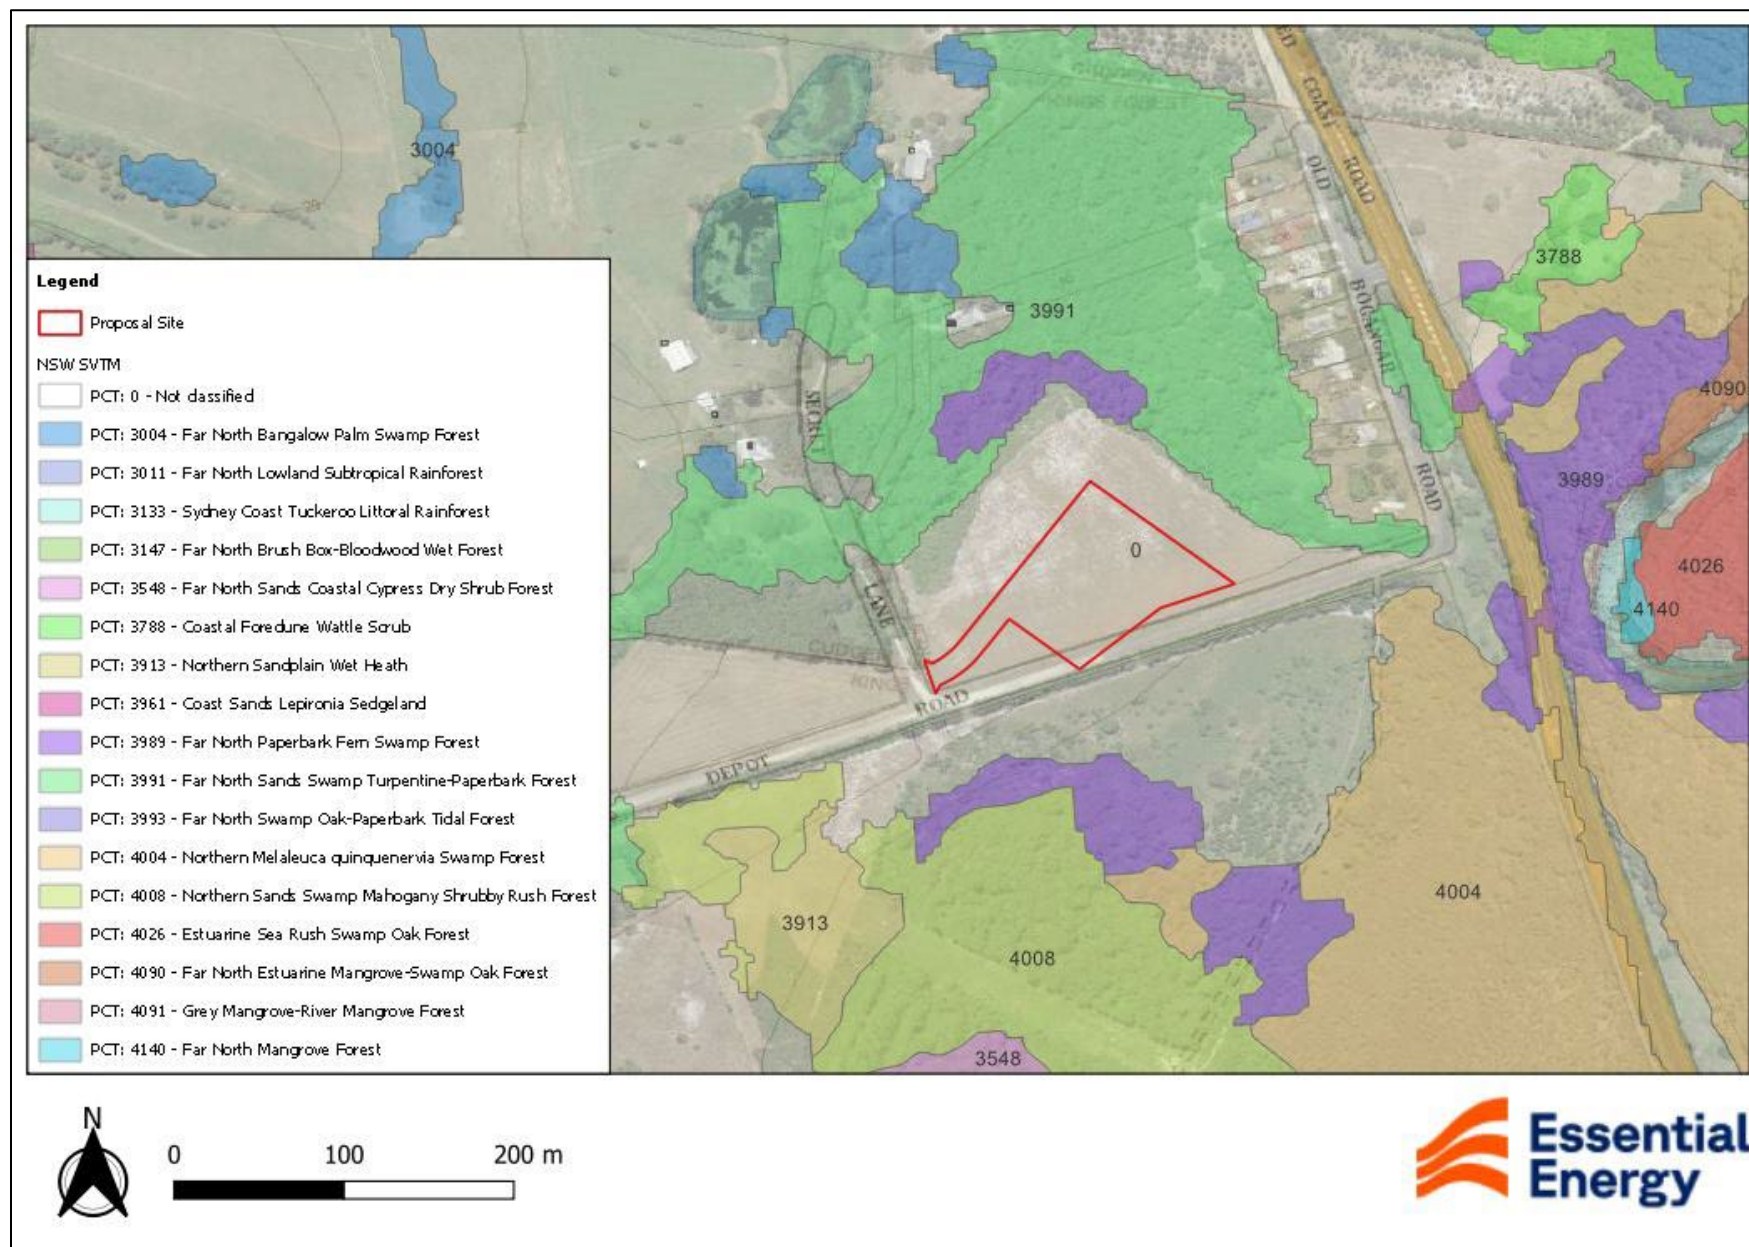 COAST
ROAD
KINGS FOREST
OLD
3004
3788
3991
BOGANGAR
4090
Legend
Proposal Site
NSW SVTM
PCT: 0 - Not classified
PCT: 3004 - Far North Bangalow Palm Swamp Forest
PCT: 3011 - Far North Lowland Subtropical Rainforest
PCT: 3133 - Sydney Coast Tuckeroo Littoral Rainforest
PCT: 3147 - Far North Brush Box-Bloodwood Wet Forest
PCT: 3548 - Far North Sands Coastal Cypress Dry Shrub Forest
PCT: 3788 - Coastal Foredune Wattle Scrub
PCT: 3913 - Northern Sandplain Wet Heath
PCT: 3961 - Coast Sands Lepironia Sedgeland
PCT: 3989 - Far North Paperbark Fern Swamp Forest
PCT: 3991 - Far North Sands Swamp Turpentine-Paperbark Forest
PCT: 3993 - Far North Swamp Oak-Paperbark Tidal Forest
PCT: 4004 - Northern Melaleuca quinquenervia Swamp Forest
PCT: 4008 - Northern Sands Swamp Mahogany Shrubby Rush Forest
PCT: 4026 - Estuarine Sea Rush Swamp Oak Forest
PCT: 4090 - Far North Estuarine Mangrove-Swamp Oak Forest
PCT: 4091 - Grey Mangrove-River Mangrove Forest
PCT: 4140 - Far North Mangrove Forest
ROAD
3989
0
4026
LANE
4140
KINGS
ROAD
DEPOT
4004
3913
4008
3548
N
0 100 200 m
Essential
Energy